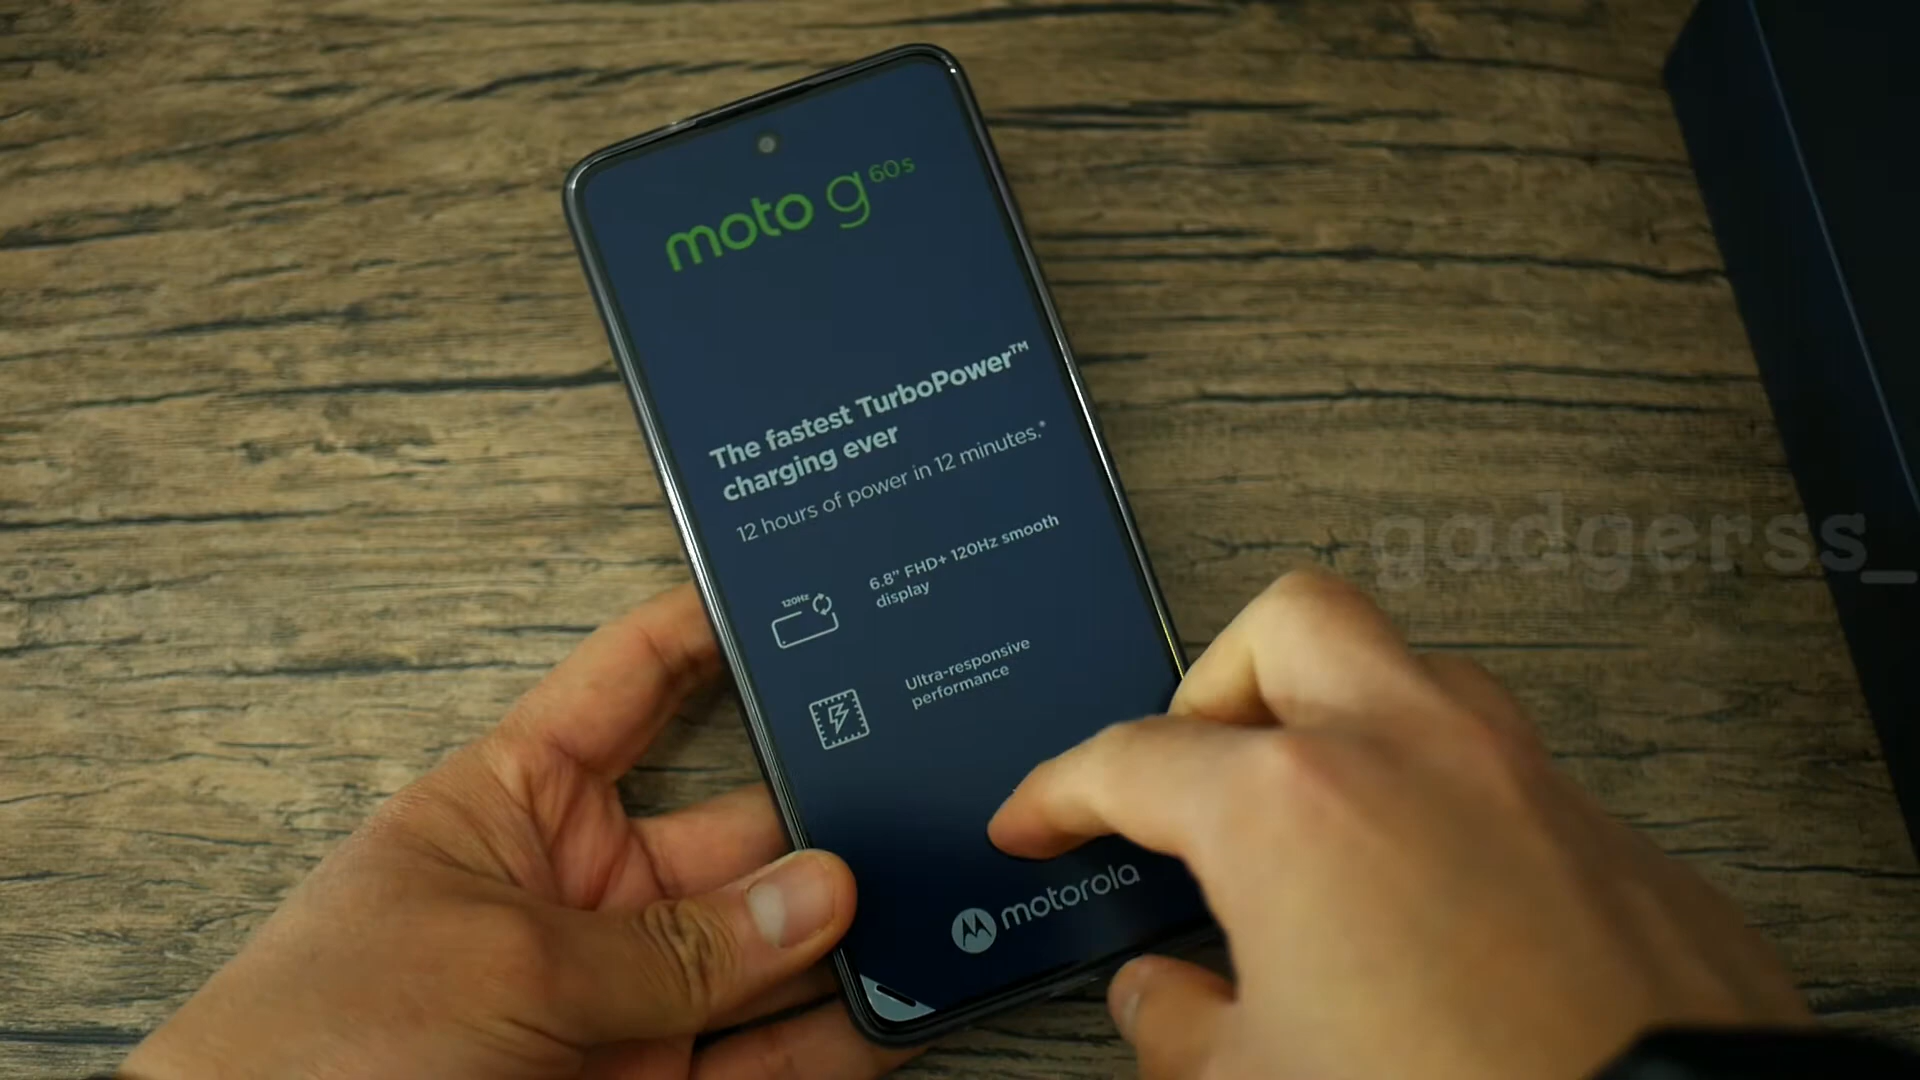 moto g 60s
The fastest TurboPower™
charging ever
12 hours of power in 12 minutes.*
120Hz
6.8” FHD+ 120Hz smooth
display
Ultra-responsive
performance
motorola
gadgerss_